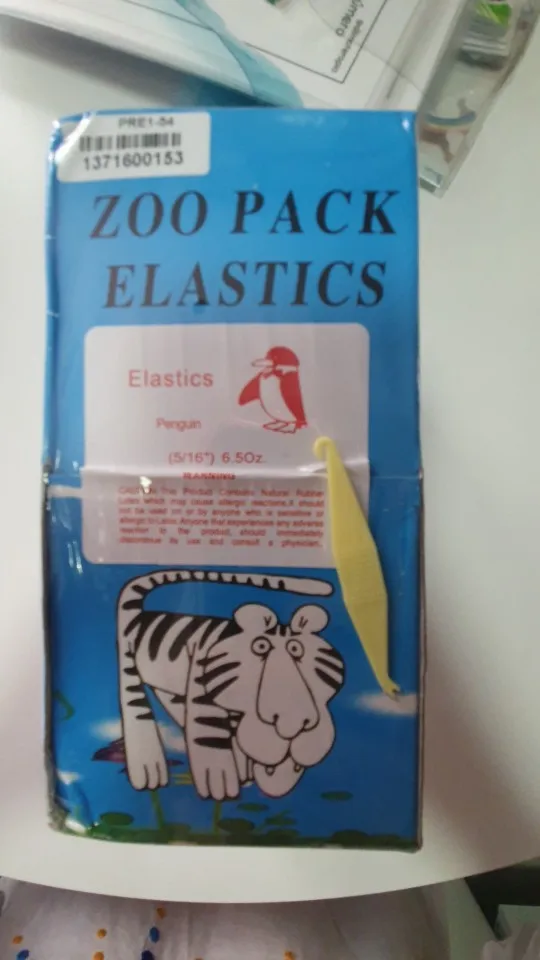 PRE1-54
1371600153
ZOO PACK
ELASTICS
Elastics
Penguin
(5/16") 6.5Oz.
WARNING
This Product Contains Natural Rubber
Latex which may cause allergic reactions.It should
not be used on or by anyone who is sensitive or
allergic to Latex. Anyone that experiences any adverse
reaction to the product, should immediately
discontinue its use and consult a physician.